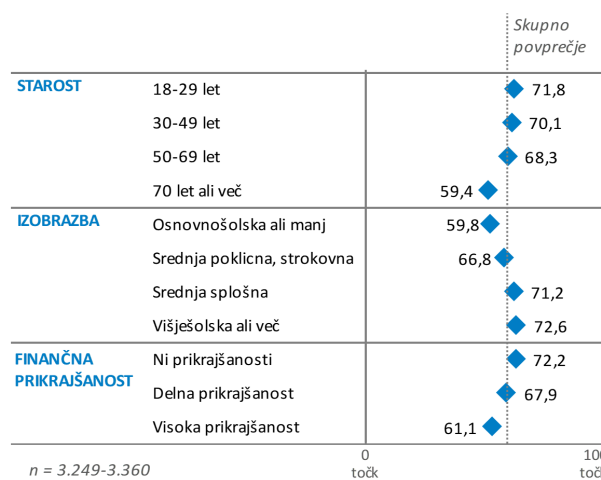 Skupno
povprečje
STAROST
18-29 let 71,8
30-49 let 70,1
50-69 let 68,3
70 let ali več 59,4
IZOBRAZBA
Osnovnošolska ali manj 59,8
Srednja poklicna, strokovna 66,8
Srednja splošna 71,2
Višješolska ali več 72,6
FINANČNA
PRIKRAJŠANOST
Ni prikrajšanosti 72,2
Delna prikrajšanost 67,9
Visoka prikrajšanost 61,1
0 100
točk točk
n = 3.249-3.360